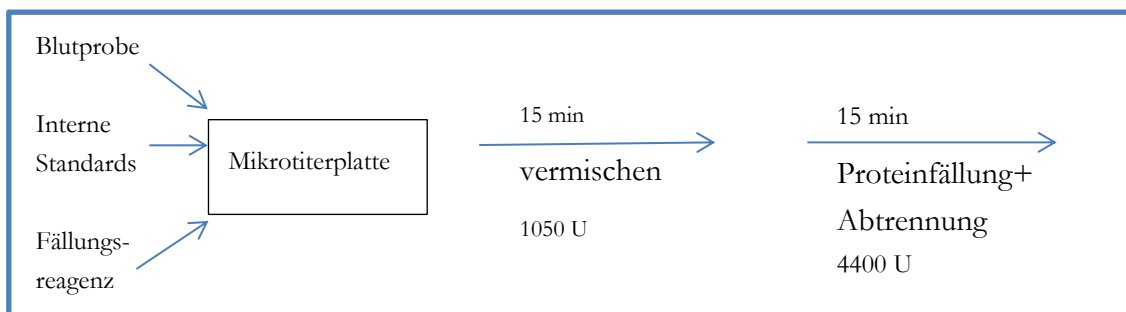 Blutprobe
Interne
Standards
Fällungs-
reagenz
Mikrotiterplatte
15 min
vermischen
1050 U
15 min
Proteinfällung+
Abtrennung
4400 U